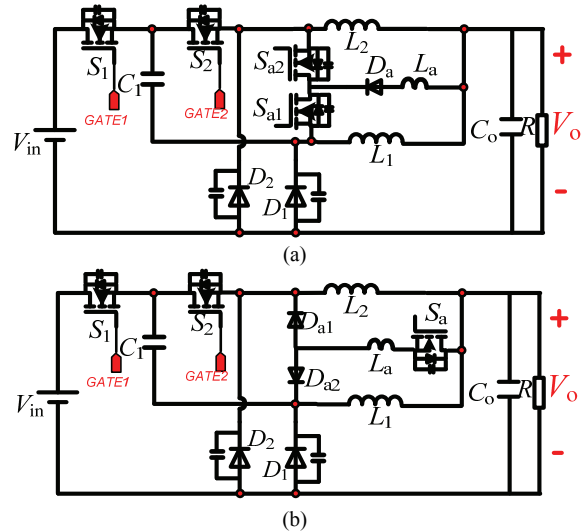 S1 C1 S2 Sa2 L2 Da La
Sa1
GATE1 GATE2
Vin L1 Co R Vo
+
-
D2 D1
(a)
S1 C1 S2 Da1 L2 Sa
La
GATE1 GATE2 Da2
Vin L1 Co R Vo
+
-
D2 D1
(b)